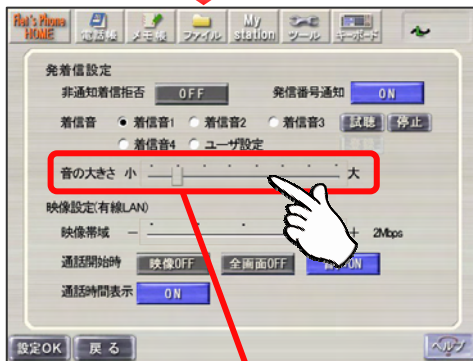 Flet's Phone
HOME 電話帳 メモ帳 ファイル My station ツール キーボード
発着信設定
非通知着信拒否 OFF 発信番号通知 ON
着信音 着信音1 着信音2 着信音3 試聴 停止
着信音4 ユーザ設定
音の大きさ 小 大
映像設定(有線LAN)
映像帯域 − + 2Mbps
通話開始時 映像OFF 全画面OFF ON
通話時間表示 ON
設定OK 戻る ヘルプ